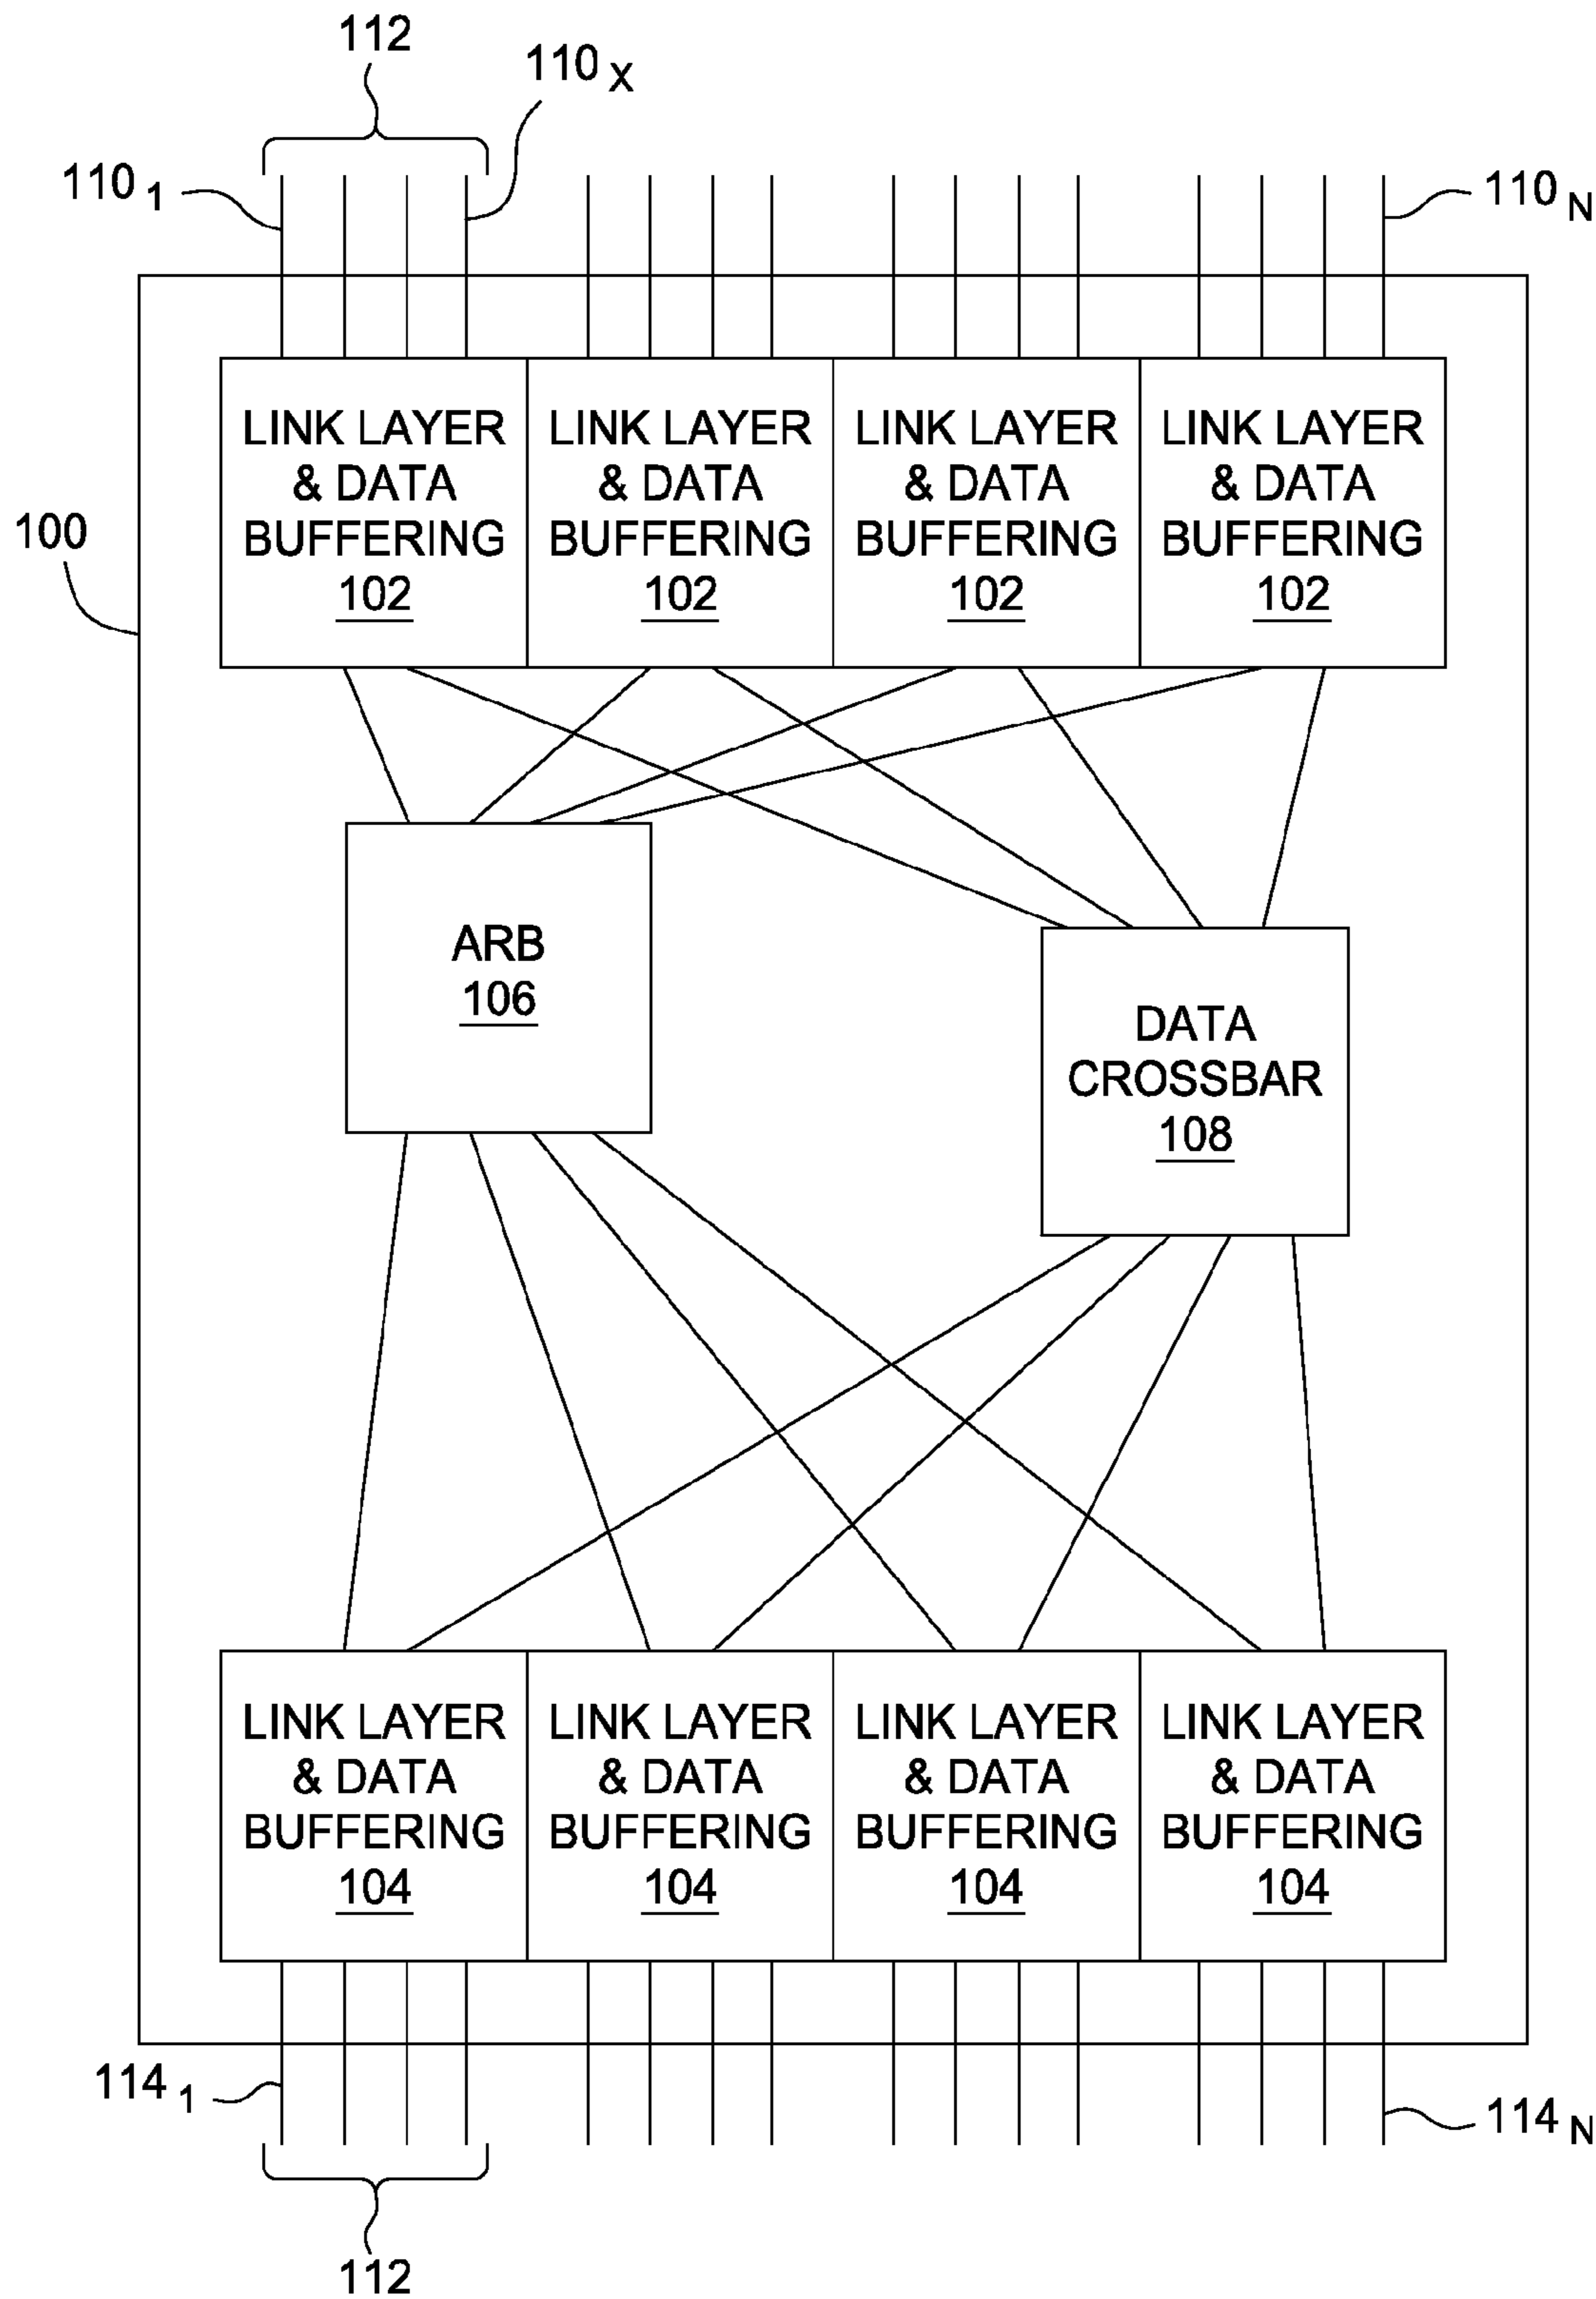 112
110 X
110 1
110 N
LINK LAYER & DATA BUFFERING 102
LINK LAYER & DATA BUFFERING 102
LINK LAYER & DATA BUFFERING 102
LINK LAYER & DATA BUFFERING 102
100
ARB
106
DATA
CROSSBAR
108
LINK LAYER & DATA BUFFERING 104
LINK LAYER & DATA BUFFERING 104
LINK LAYER & DATA BUFFERING 104
LINK LAYER & DATA BUFFERING 104
114 1
114 N
112